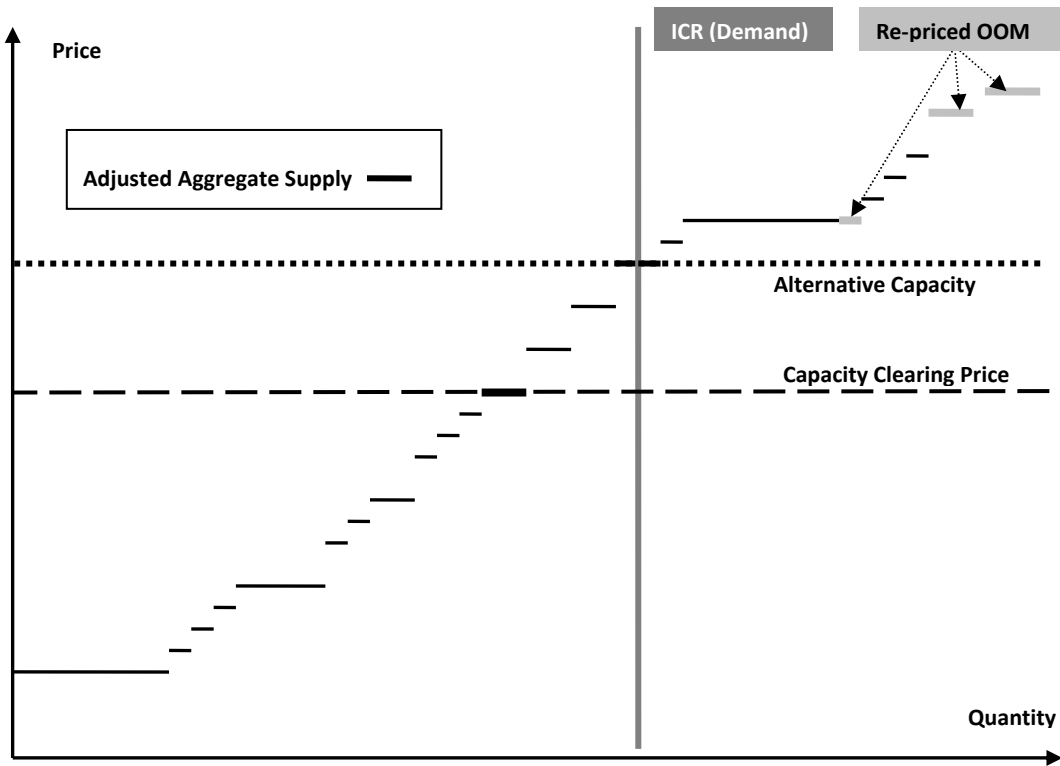 ICR (Demand)
Re-priced OOM
Price
Adjusted Aggregate Supply
Alternative Capacity
Capacity Clearing Price
Quantity